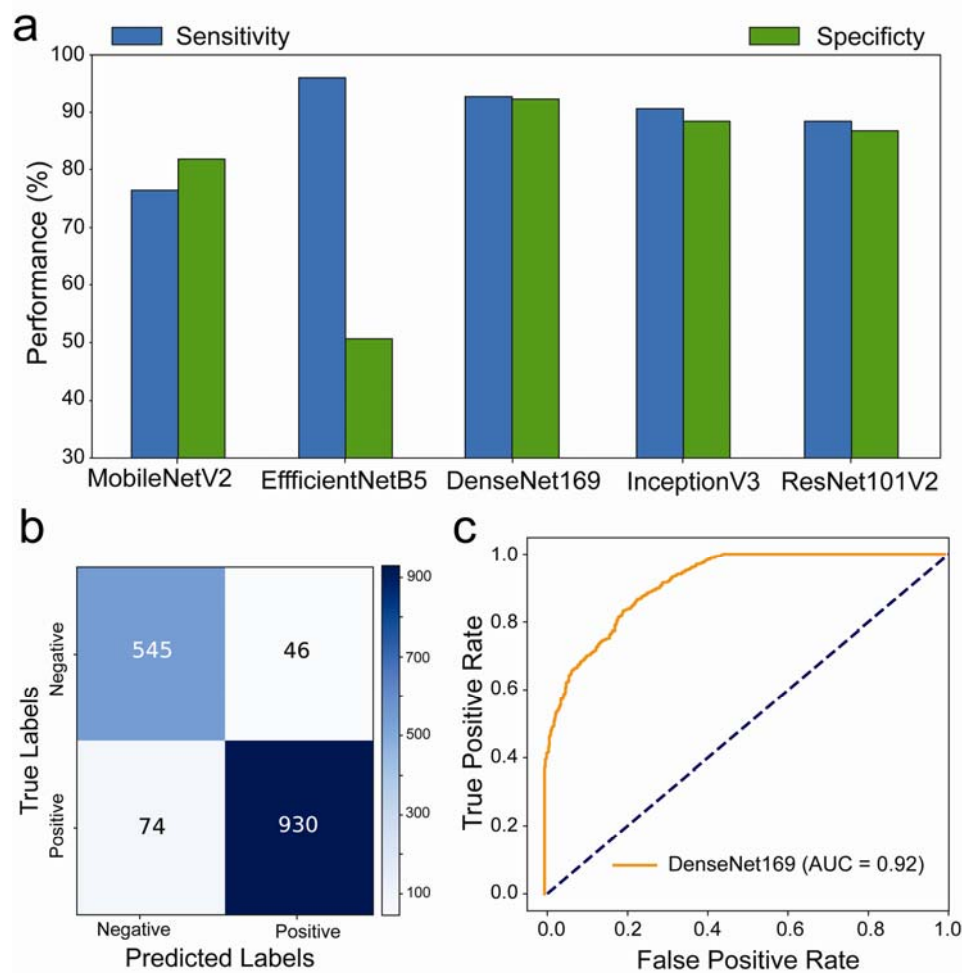 a
Sensitivity
Specificty
Performance (%)
100
90
80
70
60
50
40
30
MobileNetV2
EffficientNetB5
DenseNet169
InceptionV3
ResNet101V2
b
True Labels
Negative
Positive
545
46
74
930
900
700
500
300
100
Negative
Positive
Predicted Labels
c
True Positive Rate
1.0
0.8
0.6
0.4
0.2
0.0
DenseNet169 (AUC = 0.92)
0.0
0.2
0.4
0.6
0.8
1.0
False Positive Rate